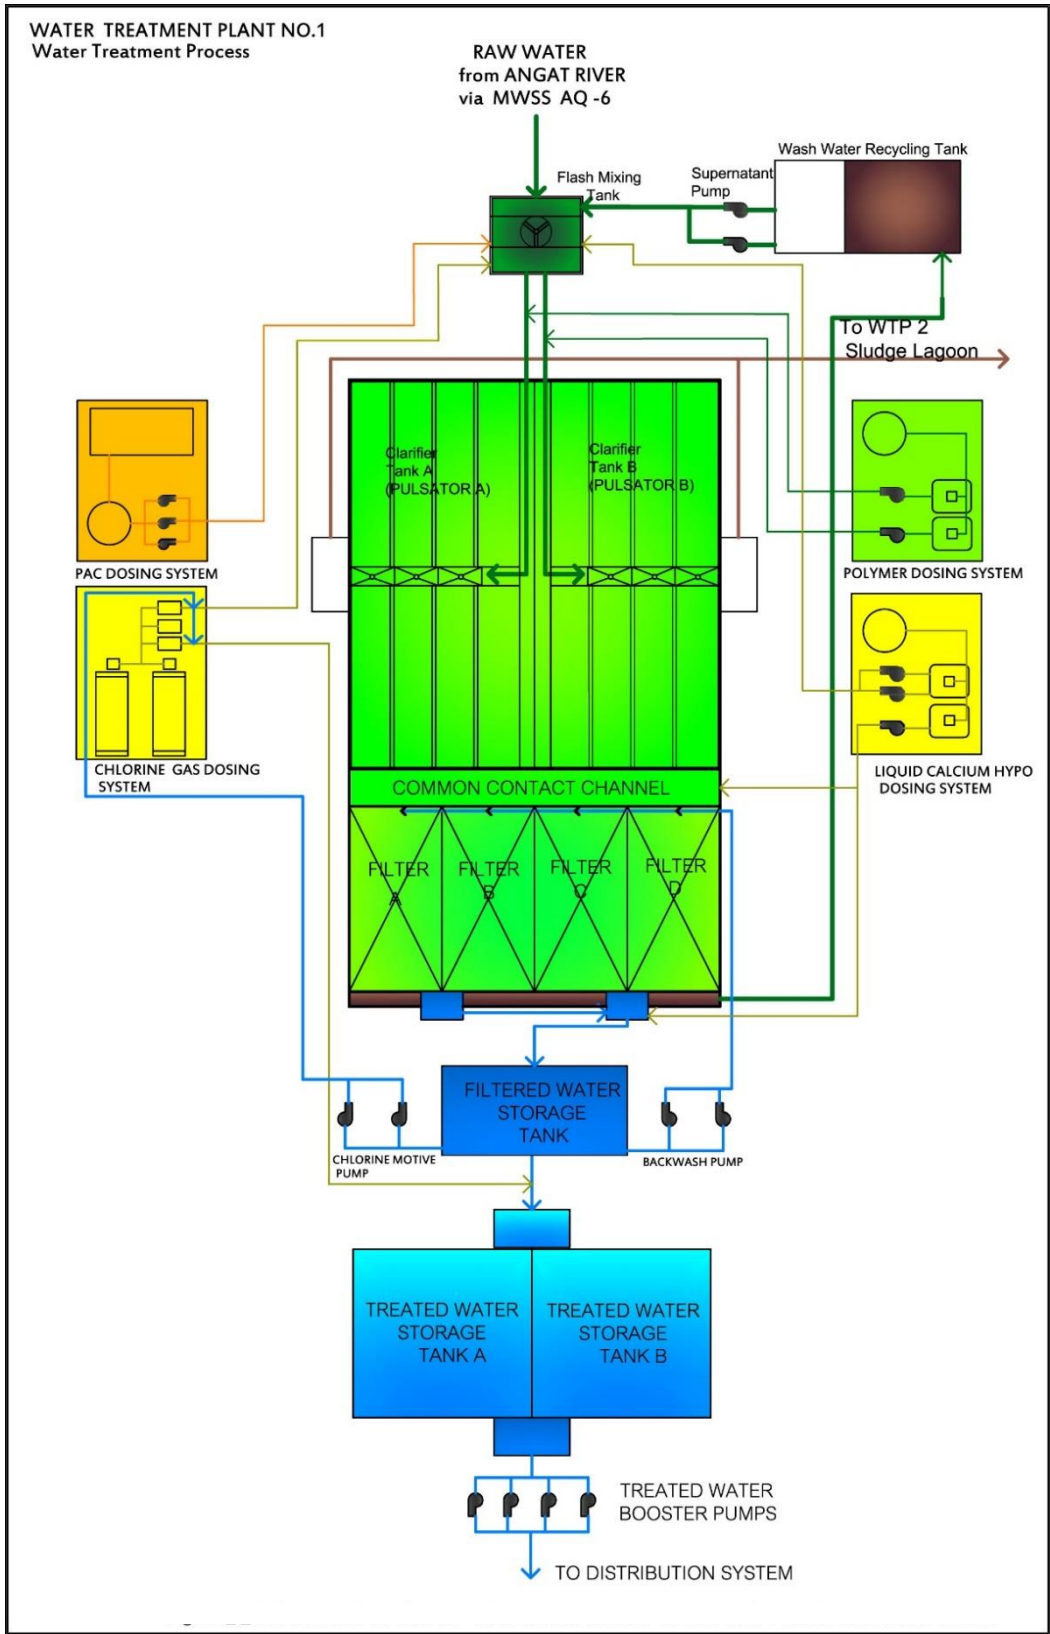 WATER TREATMENT PLANT NO.1
Water Treatment Process
RAW WATER
from ANGAT RIVER
via MWSS AQ -6
Wash Water Recycling Tank
Flash Mixing
Tank
Supernatant
Pump
To WTP 2
Sludge Lagoon
Clarifier
Tank A
(PULSATOR A)
Clarifier
Tank B
(PULSATOR B)
PAC DOSING SYSTEM
POLYMER DOSING SYSTEM
CHLORINE GAS DOSING
SYSTEM
LIQUID CALCIUM HYPO
DOSING SYSTEM
COMMON CONTACT CHANNEL
FILTER
A
FILTER
B
FILTER
C
FILTER
D
FILTERED WATER
STORAGE
TANK
CHLORINE MOTIVE
PUMP
BACKWASH PUMP
TREATED WATER
STORAGE
TANK A
TREATED WATER
STORAGE
TANK B
TREATED WATER
BOOSTER PUMPS
TO DISTRIBUTION SYSTEM